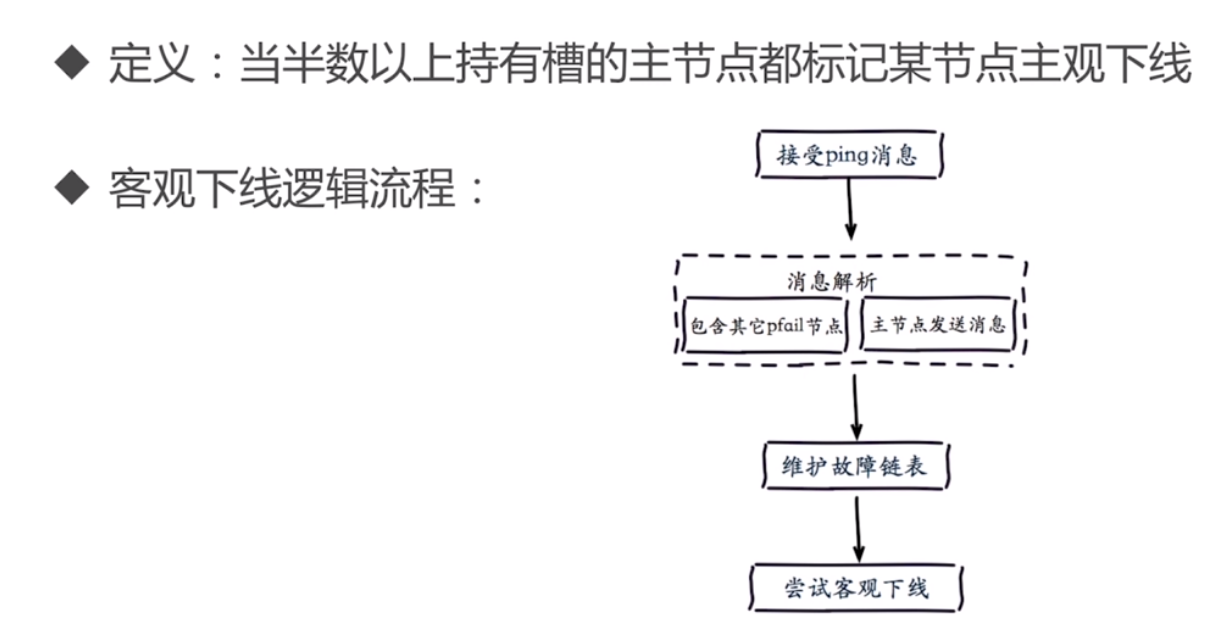 ◆ 定义：当半数以上持有槽的主节点都标记某节点主观下线
◆ 客观下线逻辑流程：
接受ping消息
消息解析
包含其它pfail节点
主节点发送消息
维护故障链表
尝试客观下线